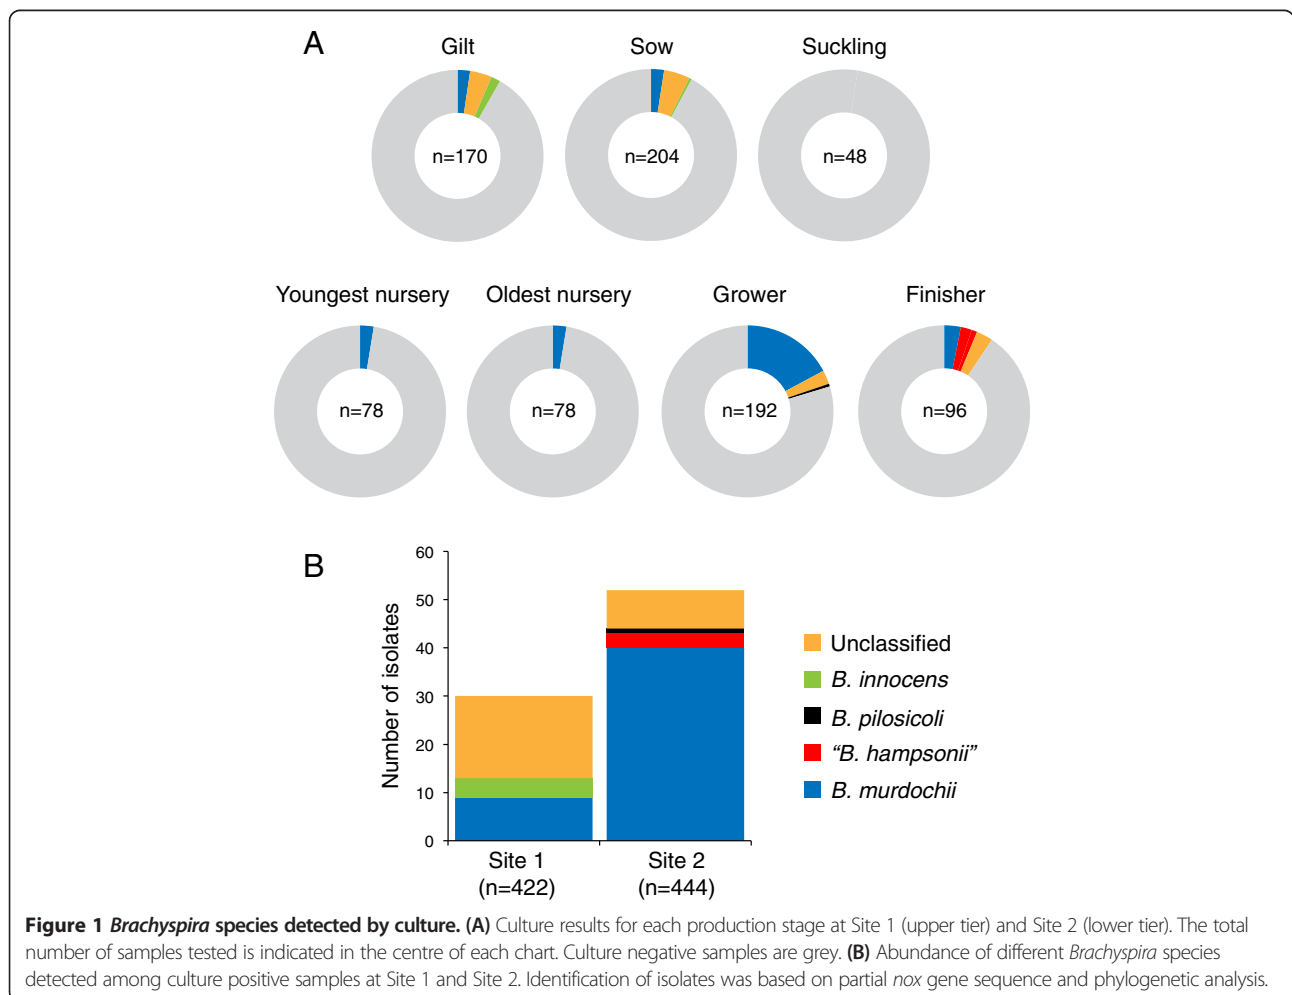 A
Gilt
Sow
Suckling
n=170
n=204
n=48
Youngest nursery
Oldest nursery
Grower
Finisher
n=78
n=78
n=192
n=96
B
Number of isolates
60
50
40
30
20
10
0
Site 1
(n=422)
Site 2
(n=444)
Unclassified
B. innocens
B. pilosicoli
“B. hampsonii”
B. murdochii
Figure 1 Brachyspira species detected by culture. (A) Culture results for each production stage at Site 1 (upper tier) and Site 2 (lower tier). The total
number of samples tested is indicated in the centre of each chart. Culture negative samples are grey. (B) Abundance of different Brachyspira species
detected among culture positive samples at Site 1 and Site 2. Identification of isolates was based on partial nox gene sequence and phylogenetic analysis.